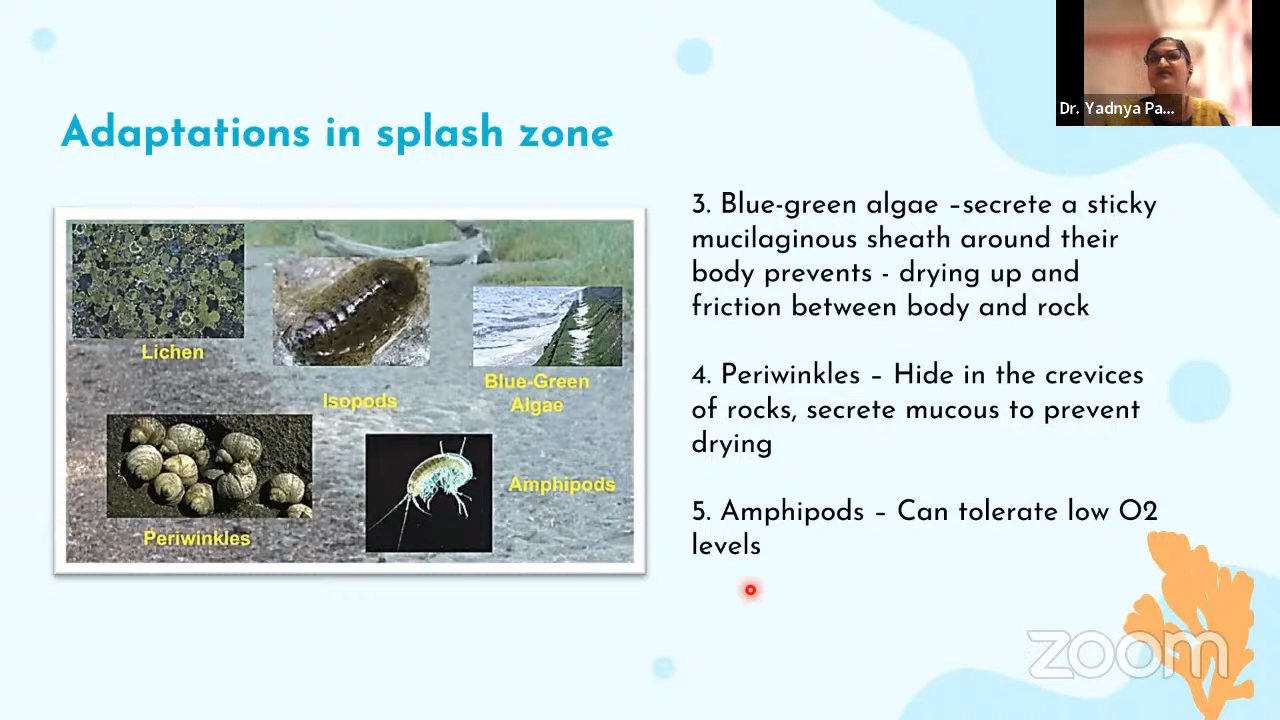 Dr. Yadnya Pa...
Adaptations in splash zone
Lichen
Isopods
Blue-Green
Algae
Periwinkles
Amphipods
3. Blue-green algae –secrete a sticky
mucilaginous sheath around their
body prevents - drying up and
friction between body and rock
4. Periwinkles – Hide in the crevices
of rocks, secrete mucous to prevent
drying
5. Amphipods – Can tolerate low O2
levels
zoom